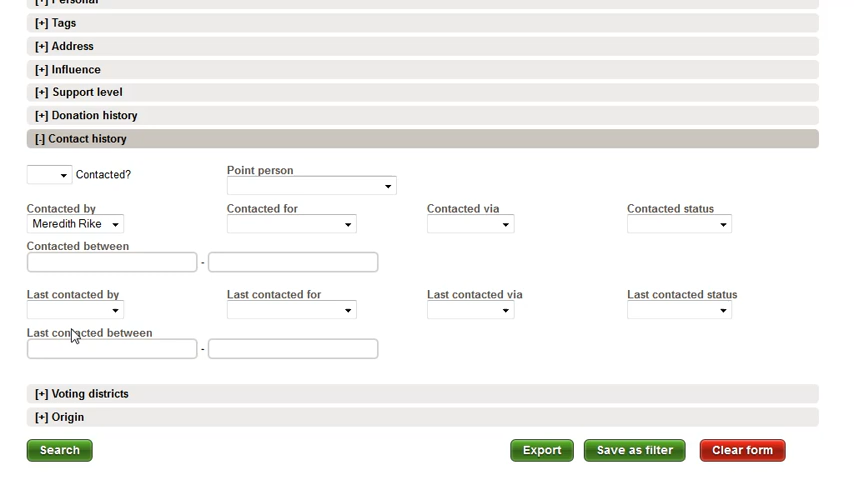 [+] Personal
[+] Tags
[+] Address
[+] Influence
[+] Support level
[+] Donation history
[-] Contact history
Contacted?
Point person
Contacted by
Contacted for
Contacted via
Contacted status
Meredith Rike
Contacted between
-
Last contacted by
Last contacted for
Last contacted via
Last contacted status
Last contacted between
-
[+] Voting districts
[+] Origin
Search
Export
Save as filter
Clear form